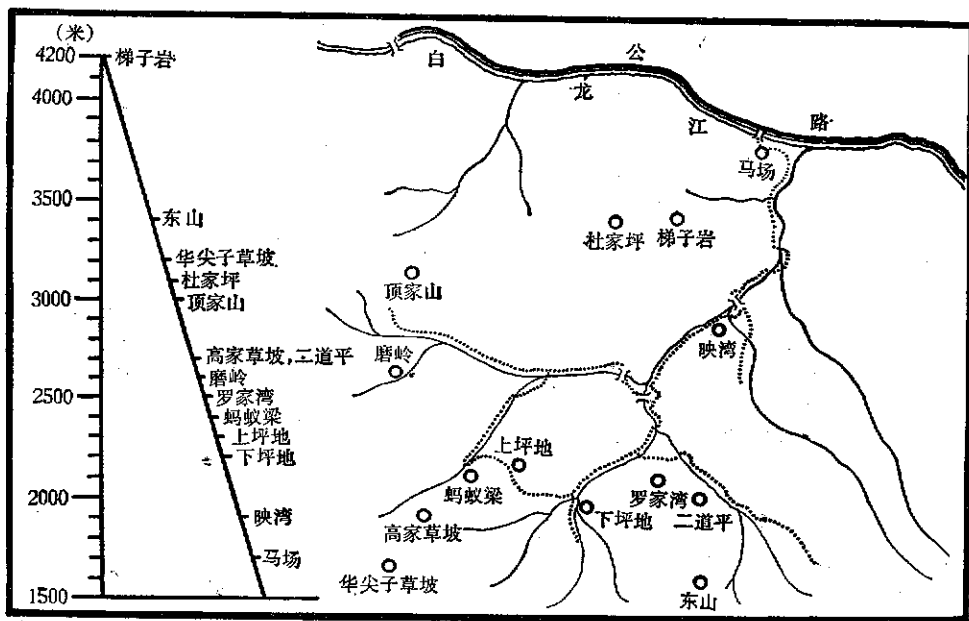 (米)
4200
梯子岩
4000
3500
东山
华尖子草坡
杜家坪
顶家山
3000
高家草坡,二道平
磨岭
2500
罗家湾
蚂蚁梁
上坪地
下坪地
2000
映湾
马场
1500
白
龙
江
公
路
马场
杜家坪
梯子岩
顶家山
磨岭
映湾
上坪地
蚂蚁梁
罗家湾
高家草坡
下坪地
二道平
华尖子草坡
东山